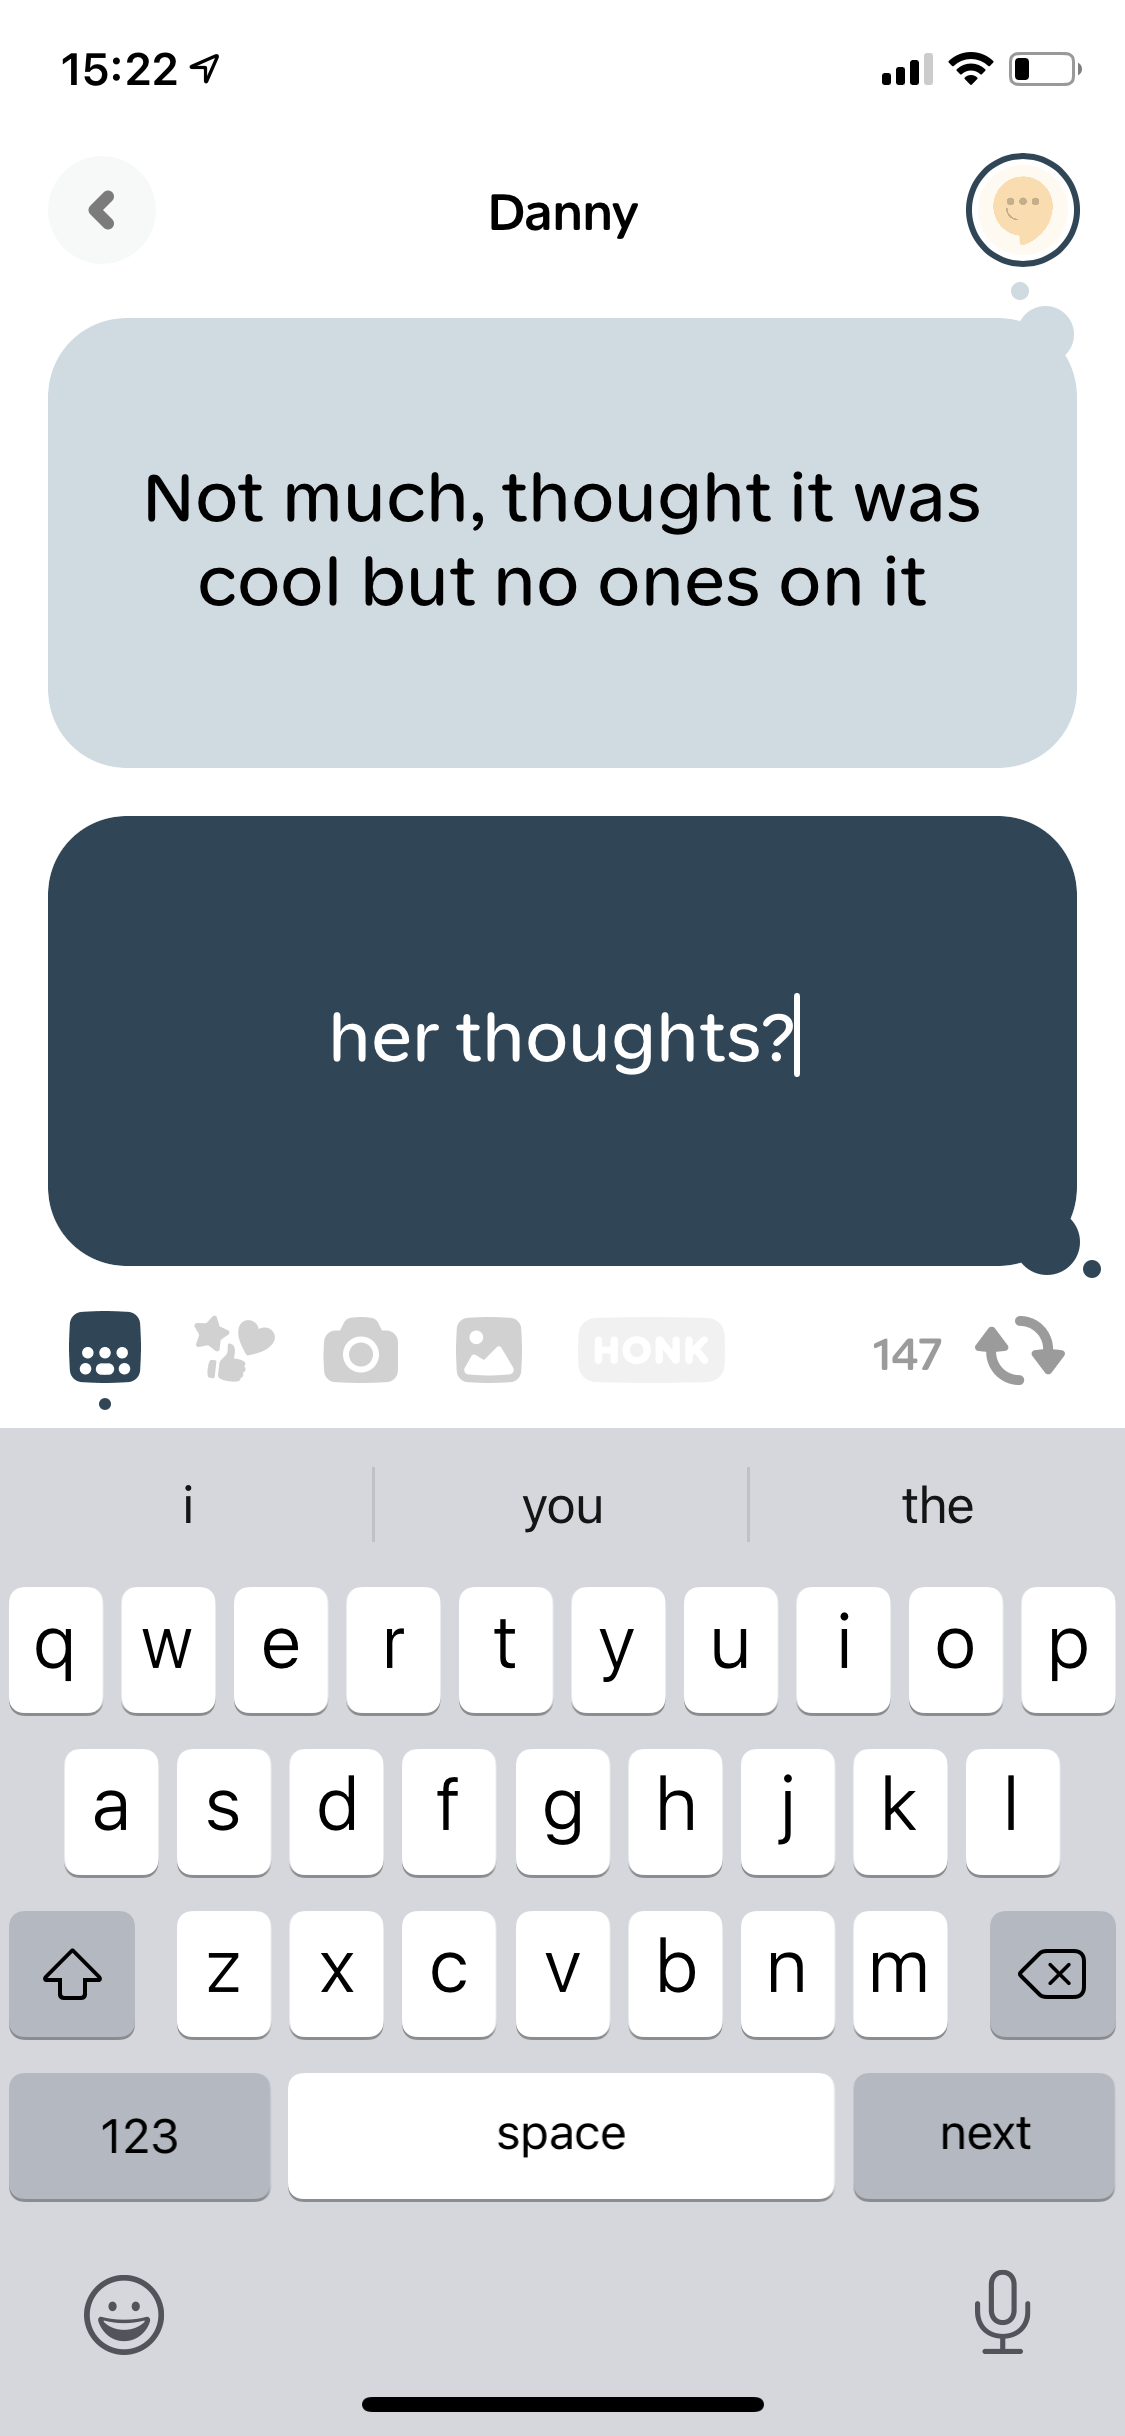 15:22
Danny
Not much, thought it was
cool but no ones on it
her thoughts?
HONK
147
i you the
q w e r t y u i o p
a s d f g h j k l
z x c v b n m
123 space next